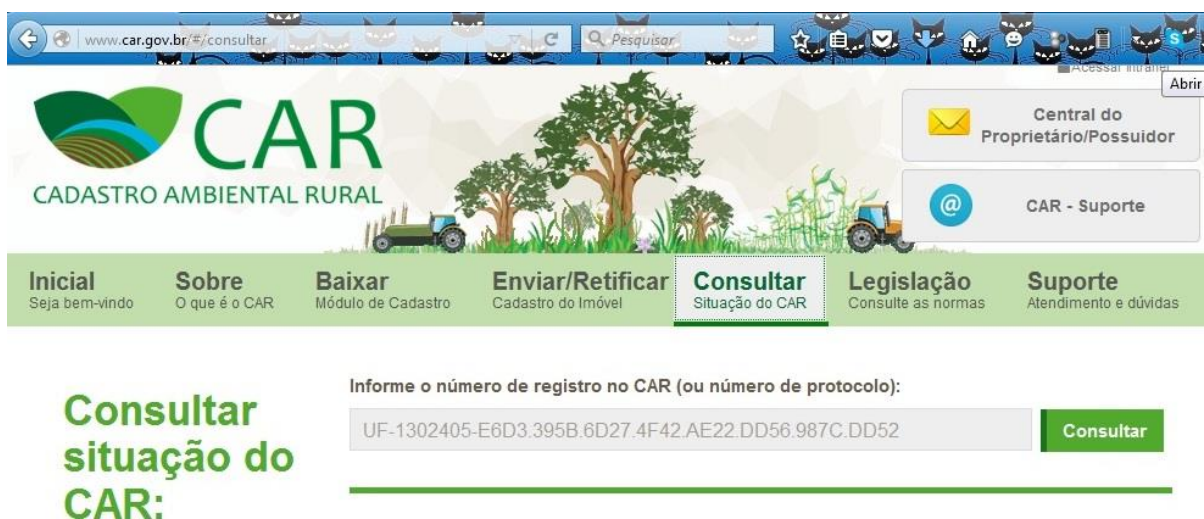 www.car.gov.br/#/consultar
Pesquisar
Acessar Intranet
Abrir
CAR
CADASTRO AMBIENTAL RURAL
Central do
Proprietário/Possuidor
@
CAR - Suporte
Inicial
Seja bem-vindo
Sobre
O que é o CAR
Baixar
Módulo de Cadastro
Enviar/Retificar
Cadastro do Imóvel
Consultar
Situação do CAR
Legislação
Consulte as normas
Suporte
Atendimento e dúvidas
Consultar
situação do
CAR:
Informe o número de registro no CAR (ou número de protocolo):
UF-1302405-E6D3.395B.6D27.4F42.AE22.DD56.987C.DD52
Consultar